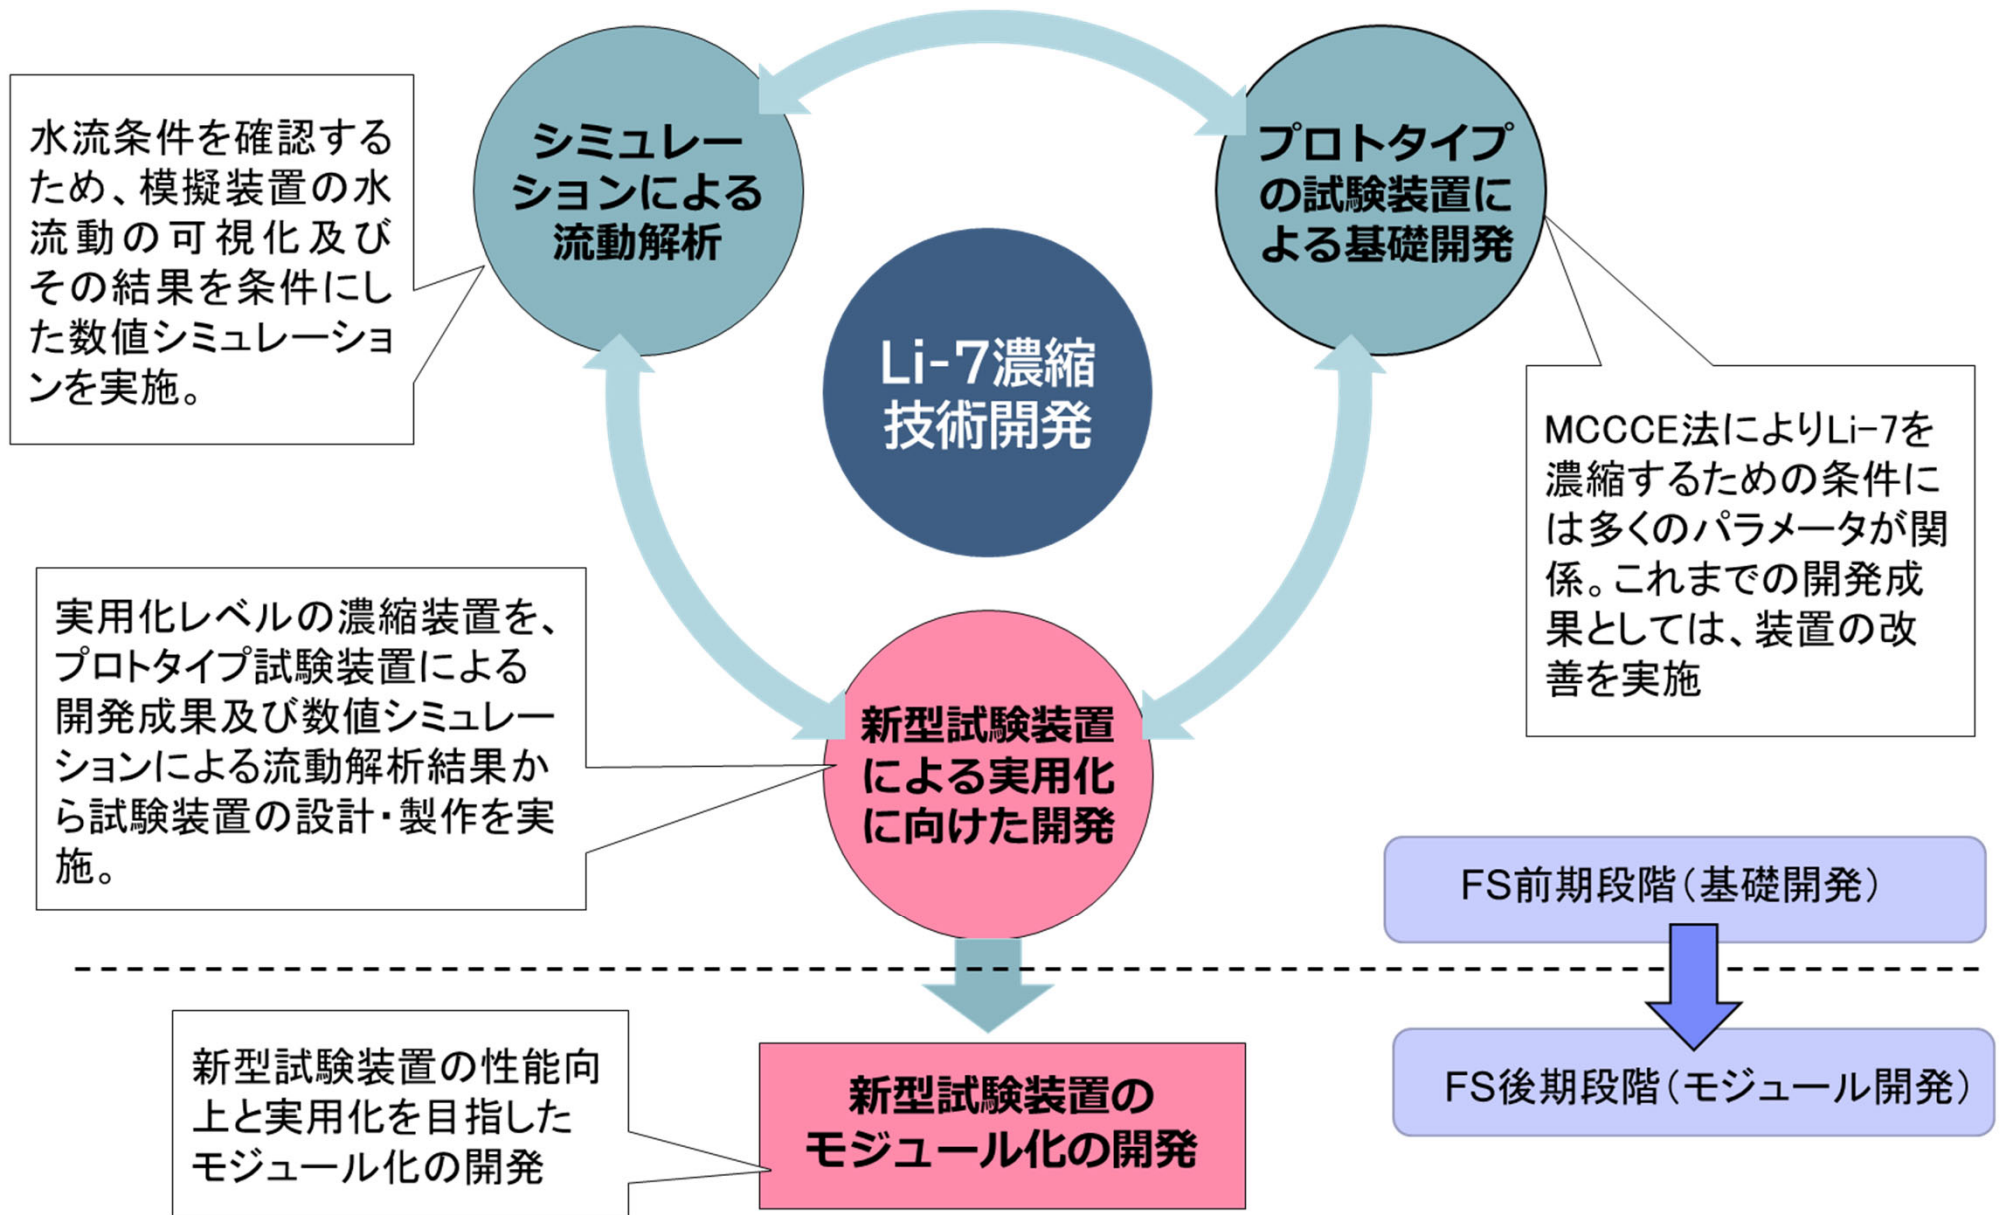 水流条件を確認する
ため、模擬装置の水
流動の可視化及び
その結果を条件にし
た数値シミュレーショ
ンを実施。
シミュレー
ションによる
流動解析
プロトタイプ
の試験装置に
よる基礎開発
Li-7濃縮
技術開発
MCCCE法によりLi-7を
濃縮するための条件に
は多くのパラメータが関
係。これまでの開発成
果としては、装置の改
善を実施
実用化レベルの濃縮装置を、
プロトタイプ試験装置による
開発成果及び数値シミュレー
ションによる流動解析結果か
ら試験装置の設計・製作を実
施。
新型試験装置
による実用化
に向けた開発
FS前期段階（基礎開発）
新型試験装置の性能向
上と実用化を目指した
モジュール化の開発
新型試験装置の
モジュール化の開発
FS後期段階（モジュール開発）